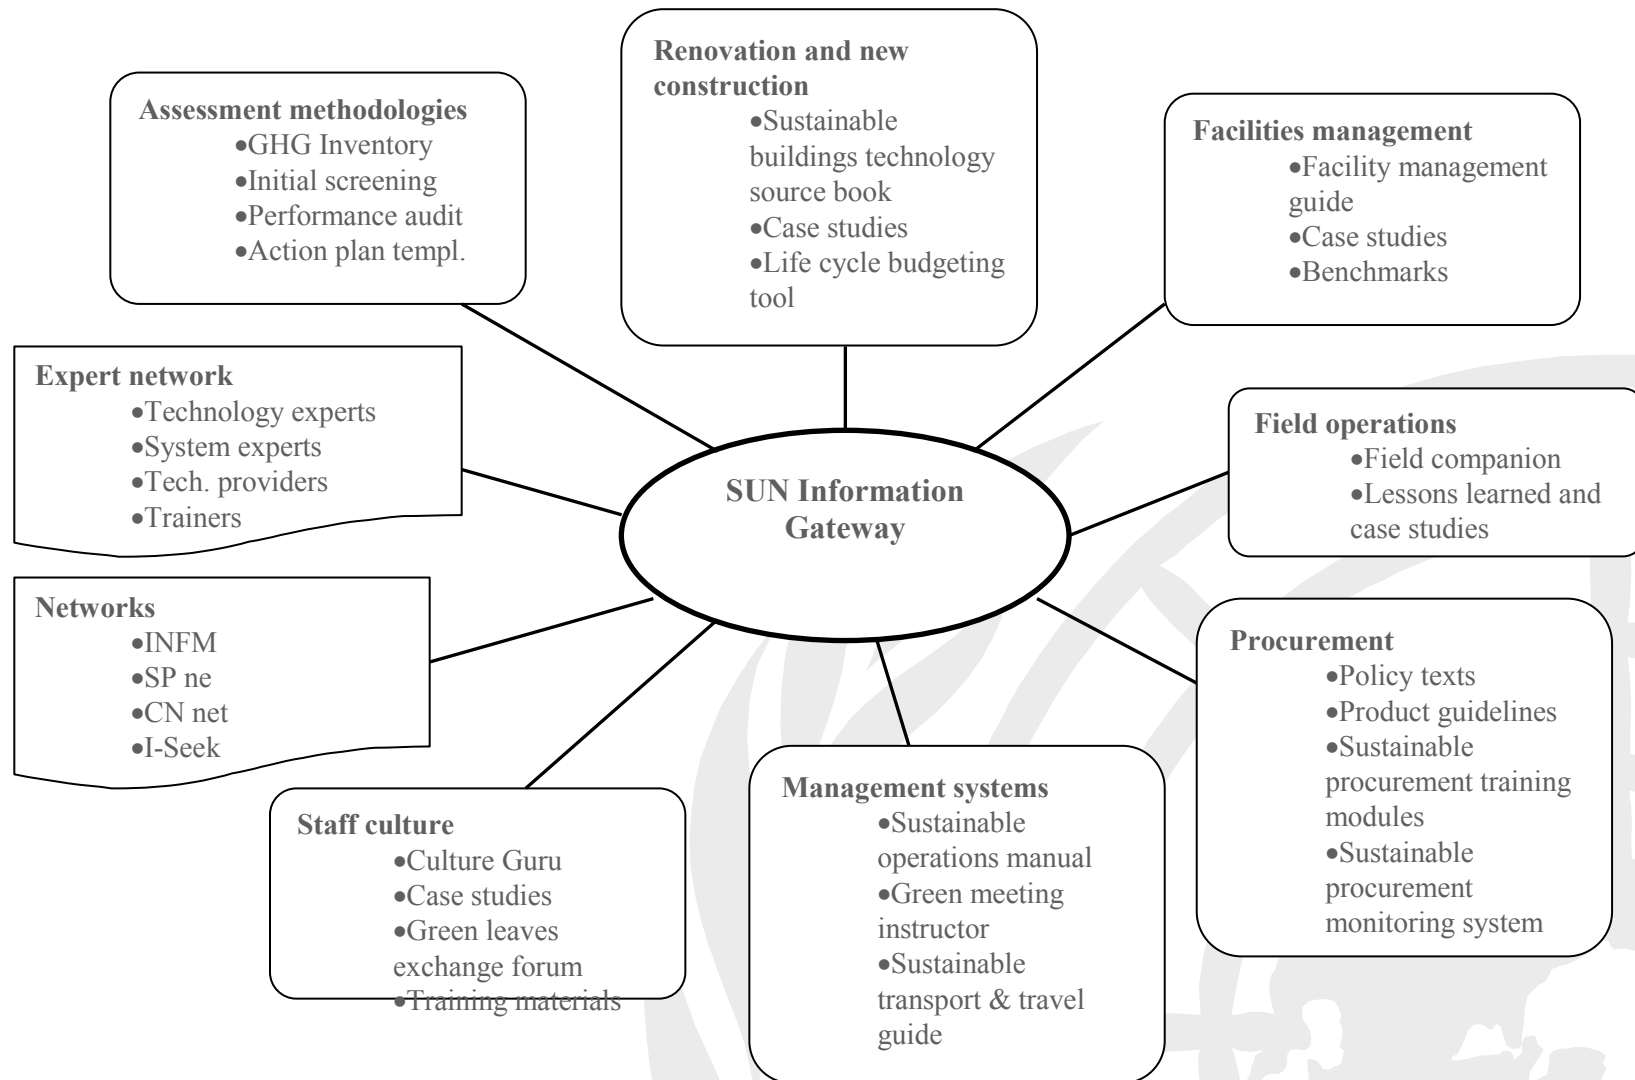 Renovation and new
construction
•Sustainable
buildings technology
source book
•Case studies
•Life cycle budgeting
tool
Assessment methodologies
•GHG Inventory
•Initial screening
•Performance audit
•Action plan templ.
Facilities management
•Facility management
guide
•Case studies
•Benchmarks
Expert network
•Technology experts
•System experts
•Tech. providers
•Trainers
Field operations
•Field companion
•Lessons learned and
case studies
SUN Information
Gateway
Networks
•INFM
•SP ne
•CN net
•I-Seek
Procurement
•Policy texts
•Product guidelines
•Sustainable
procurement training
modules
•Sustainable
procurement
monitoring system
Staff culture
•Culture Guru
•Case studies
•Green leaves
exchange forum
•Training materials
Management systems
•Sustainable
operations manual
•Green meeting
instructor
•Sustainable
transport & travel
guide